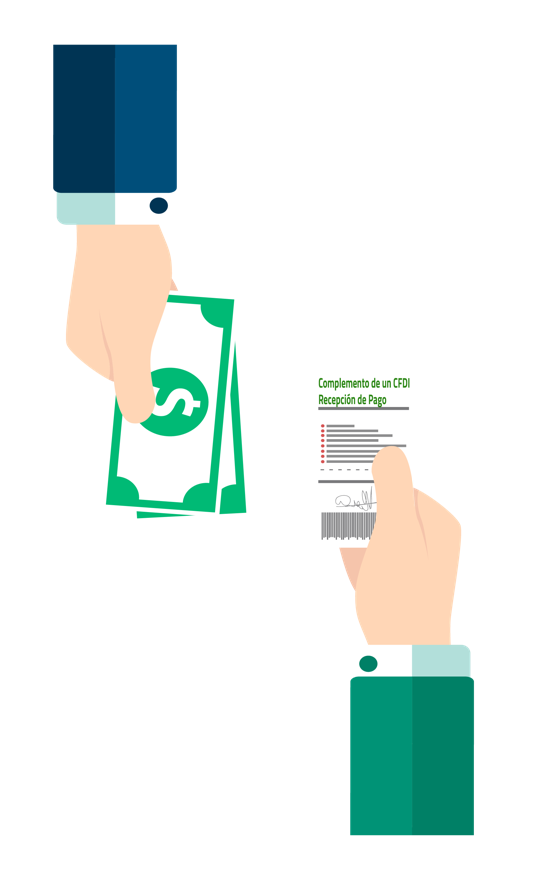 $
Complemento de un CFDI
Recepción de Pago